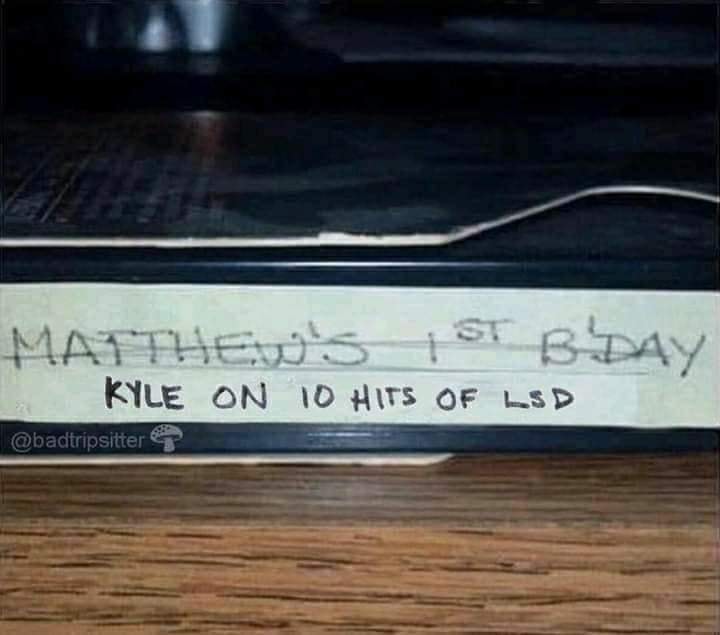 MATTHEW'S 1ST B'DAY
KYLE ON 10 HITS OF LSD
@badtripsitter